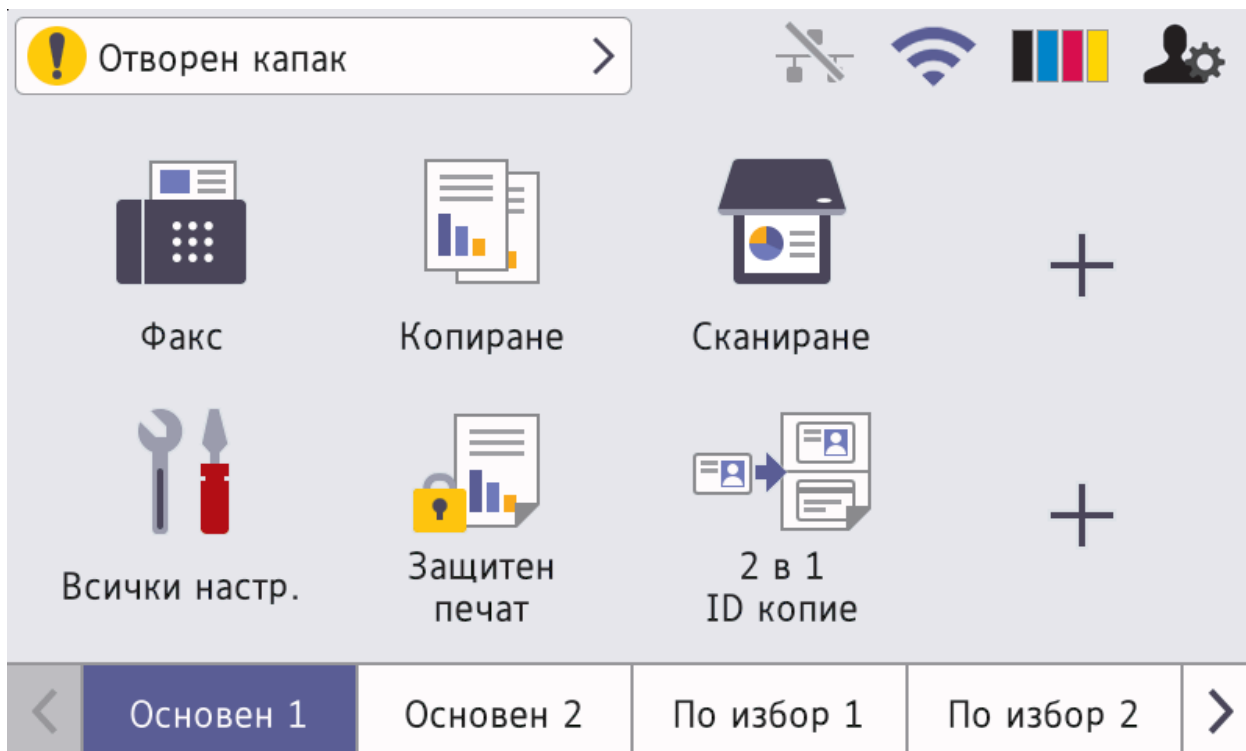 Отворен капак
Факс
Копиране
Сканиране
Всички настр.
Защитен
печат
2 в 1
ID копие
Основен 1
Основен 2
По избор 1
По избор 2